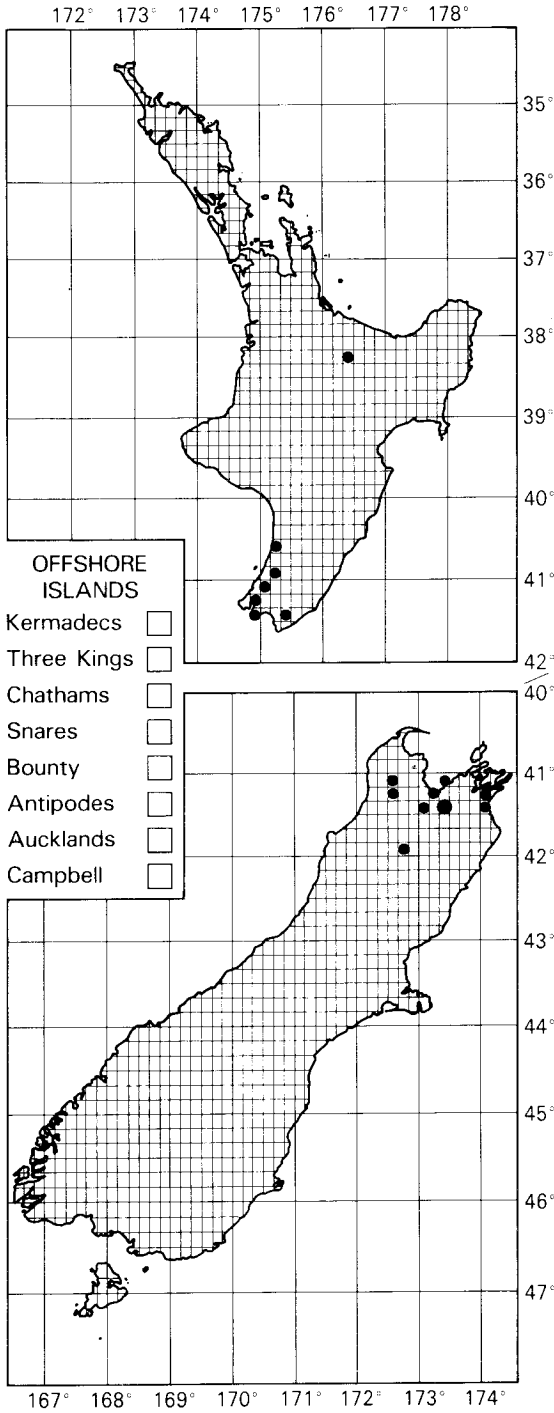 172° 173° 174° 175° 176° 177° 178°
35°
36°
37°
38°
39°
40°
41°
42°
OFFSHORE
ISLANDS
Kermadecs
Three Kings
Chathams
Snares
Bounty
Antipodes
Aucklands
Campbell
40°
41°
42°
43°
44°
45°
46°
47°
167° 168° 169° 170° 171° 172° 173° 174°